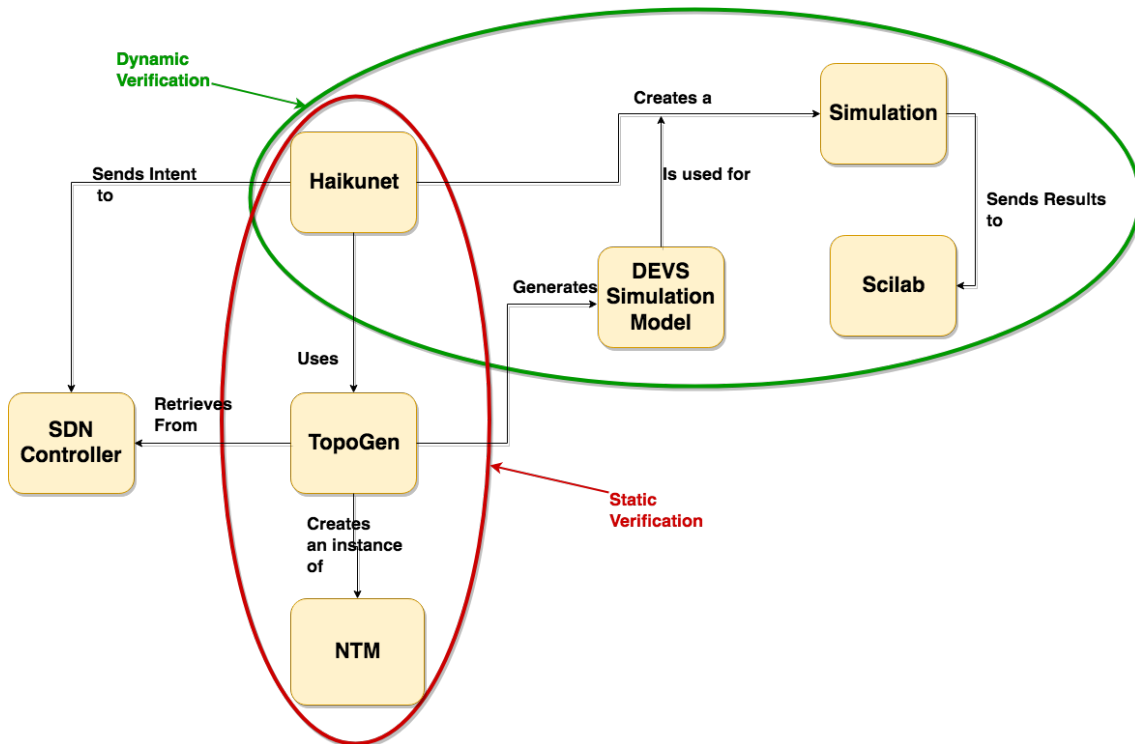 Dynamic
Verification
Creates a
Simulation
Haikunet
Sends Intent
to
Is used for
Sends Results
to
DEVS
Simulation
Model
Scilab
Generates
Uses
Retrieves
From
SDN
Controller
TopoGen
Static
Verification
Creates
an instance
of
NTM